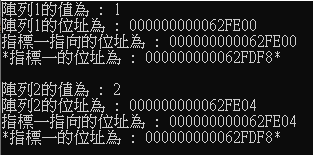 陣列1的值為 : 1
陣列1的位址為 : 000000000062FE00
指標一指向的位址為 : 000000000062FE00
*指標一的位址為 : 000000000062FDF8*
陣列2的值為 : 2
陣列2的位址為 : 000000000062FE04
指標一指向的位址為 : 000000000062FE04
*指標一的位址為 : 000000000062FDF8*